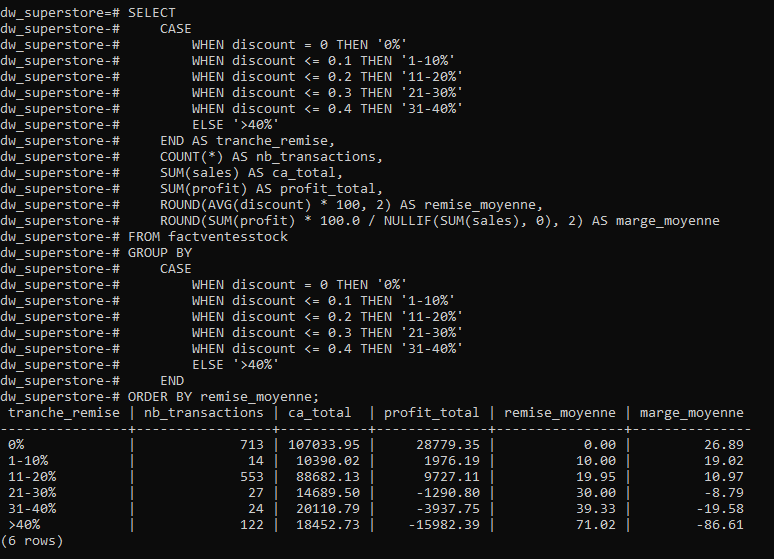 dw_superstore=# SELECT
dw_superstore-#     CASE
dw_superstore-#         WHEN discount = 0 THEN '0%'
dw_superstore-#         WHEN discount <= 0.1 THEN '1-10%'
dw_superstore-#         WHEN discount <= 0.2 THEN '11-20%'
dw_superstore-#         WHEN discount <= 0.3 THEN '21-30%'
dw_superstore-#         WHEN discount <= 0.4 THEN '31-40%'
dw_superstore-#         ELSE '>40%'
dw_superstore-#     END AS tranche_remise,
dw_superstore-#     COUNT(*) AS nb_transactions,
dw_superstore-#     SUM(sales) AS ca_total,
dw_superstore-#     SUM(profit) AS profit_total,
dw_superstore-#     ROUND(AVG(discount) * 100, 2) AS remise_moyenne,
dw_superstore-#     ROUND(SUM(profit) * 100.0 / NULLIF(SUM(sales), 0), 2) AS marge_moyenne
dw_superstore-# FROM factventesstock
dw_superstore-# GROUP BY
dw_superstore-#     CASE
dw_superstore-#         WHEN discount = 0 THEN '0%'
dw_superstore-#         WHEN discount <= 0.1 THEN '1-10%'
dw_superstore-#         WHEN discount <= 0.2 THEN '11-20%'
dw_superstore-#         WHEN discount <= 0.3 THEN '21-30%'
dw_superstore-#         WHEN discount <= 0.4 THEN '31-40%'
dw_superstore-#         ELSE '>40%'
dw_superstore-#     END
dw_superstore-# ORDER BY remise_moyenne;
 tranche_remise | nb_transactions | ca_total  | profit_total | remise_moyenne | marge_moyenne
----------------+-----------------+-----------+--------------+----------------+---------------
 0%             |             713 | 107033.95 |     28779.35 |           0.00 |         26.89
 1-10%          |              14 |  10390.02 |      1976.19 |          10.00 |         19.02
 11-20%         |             553 |  88682.13 |      9727.11 |          19.95 |         10.97
 21-30%         |              27 |  14689.50 |     -1290.80 |          30.00 |         -8.79
 31-40%         |              24 |  20110.79 |     -3937.75 |          39.33 |        -19.58
 >40%           |             122 |  18452.73 |    -15982.39 |          71.02 |        -86.61
(6 rows)